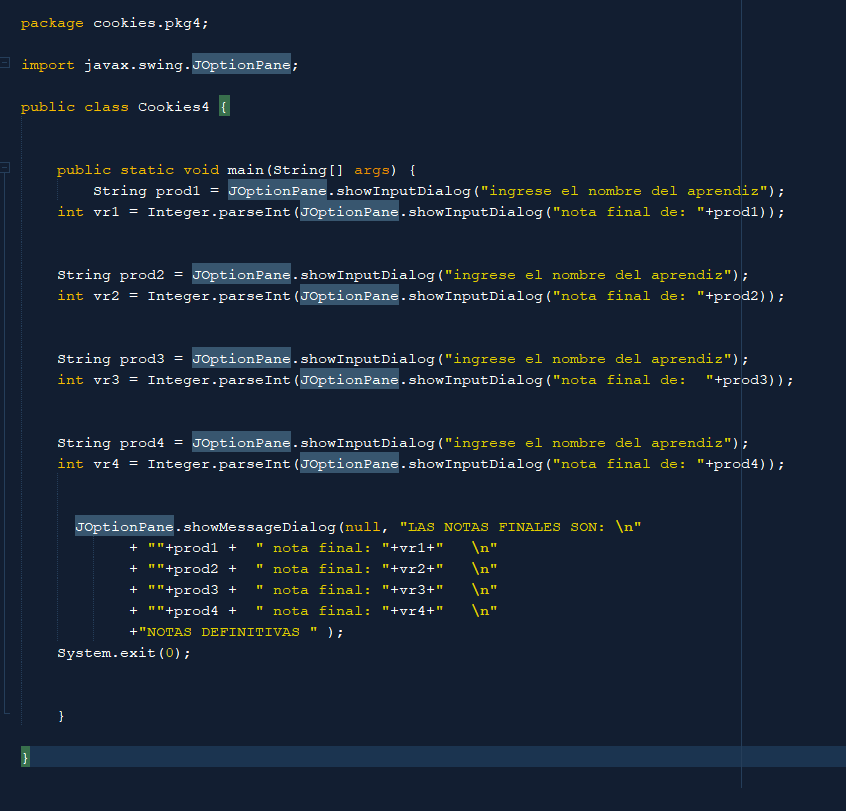 package cookies.pkg4;
import javax.swing.JOptionPane;
public class Cookies4 {
public static void main(String[] args) {
String prod1 = JOptionPane.showInputDialog("ingrese el nombre del aprendiz");
int vr1 = Integer.parseInt(JOptionPane.showInputDialog("nota final de: "+prod1));
String prod2 = JOptionPane.showInputDialog("ingrese el nombre del aprendiz");
int vr2 = Integer.parseInt(JOptionPane.showInputDialog("nota final de: "+prod2));
String prod3 = JOptionPane.showInputDialog("ingrese el nombre del aprendiz");
int vr3 = Integer.parseInt(JOptionPane.showInputDialog("nota final de:  "+prod3));
String prod4 = JOptionPane.showInputDialog("ingrese el nombre del aprendiz");
int vr4 = Integer.parseInt(JOptionPane.showInputDialog("nota final de: "+prod4));
JOptionPane.showMessageDialog(null, "LAS NOTAS FINALES SON: \n"
+ ""+prod1 +  " nota final: "+vr1+"   \n"
+ ""+prod2 +  " nota final: "+vr2+"   \n"
+ ""+prod3 +  " nota final: "+vr3+"   \n"
+ ""+prod4 +  " nota final: "+vr4+"   \n"
+"NOTAS DEFINITIVAS " );
System.exit(0);
}
}